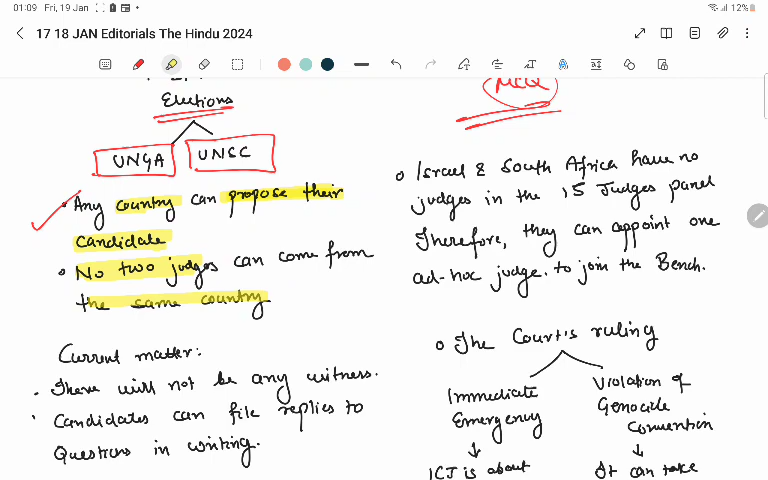 01:09 Fri, 19 Jan
12%
17 18 JAN Editorials The Hindu 2024
Elections
UNGA UNSC
• Any country can propose their
candidate
• No two judges can come from
the same country
Current matter:
• There will not be any witness.
• Candidates can file replies to
Questions in writing.
MCQ
o Israel & South Africa have no
judges in the 15 Judges panel
Therefore, they can appoint one
ad-hoc judge. to join the Bench.
o The Court's ruling
Immediate
Emergency
↓
ICJ is about
Violation of
Genocide
Convention
↓
It can take